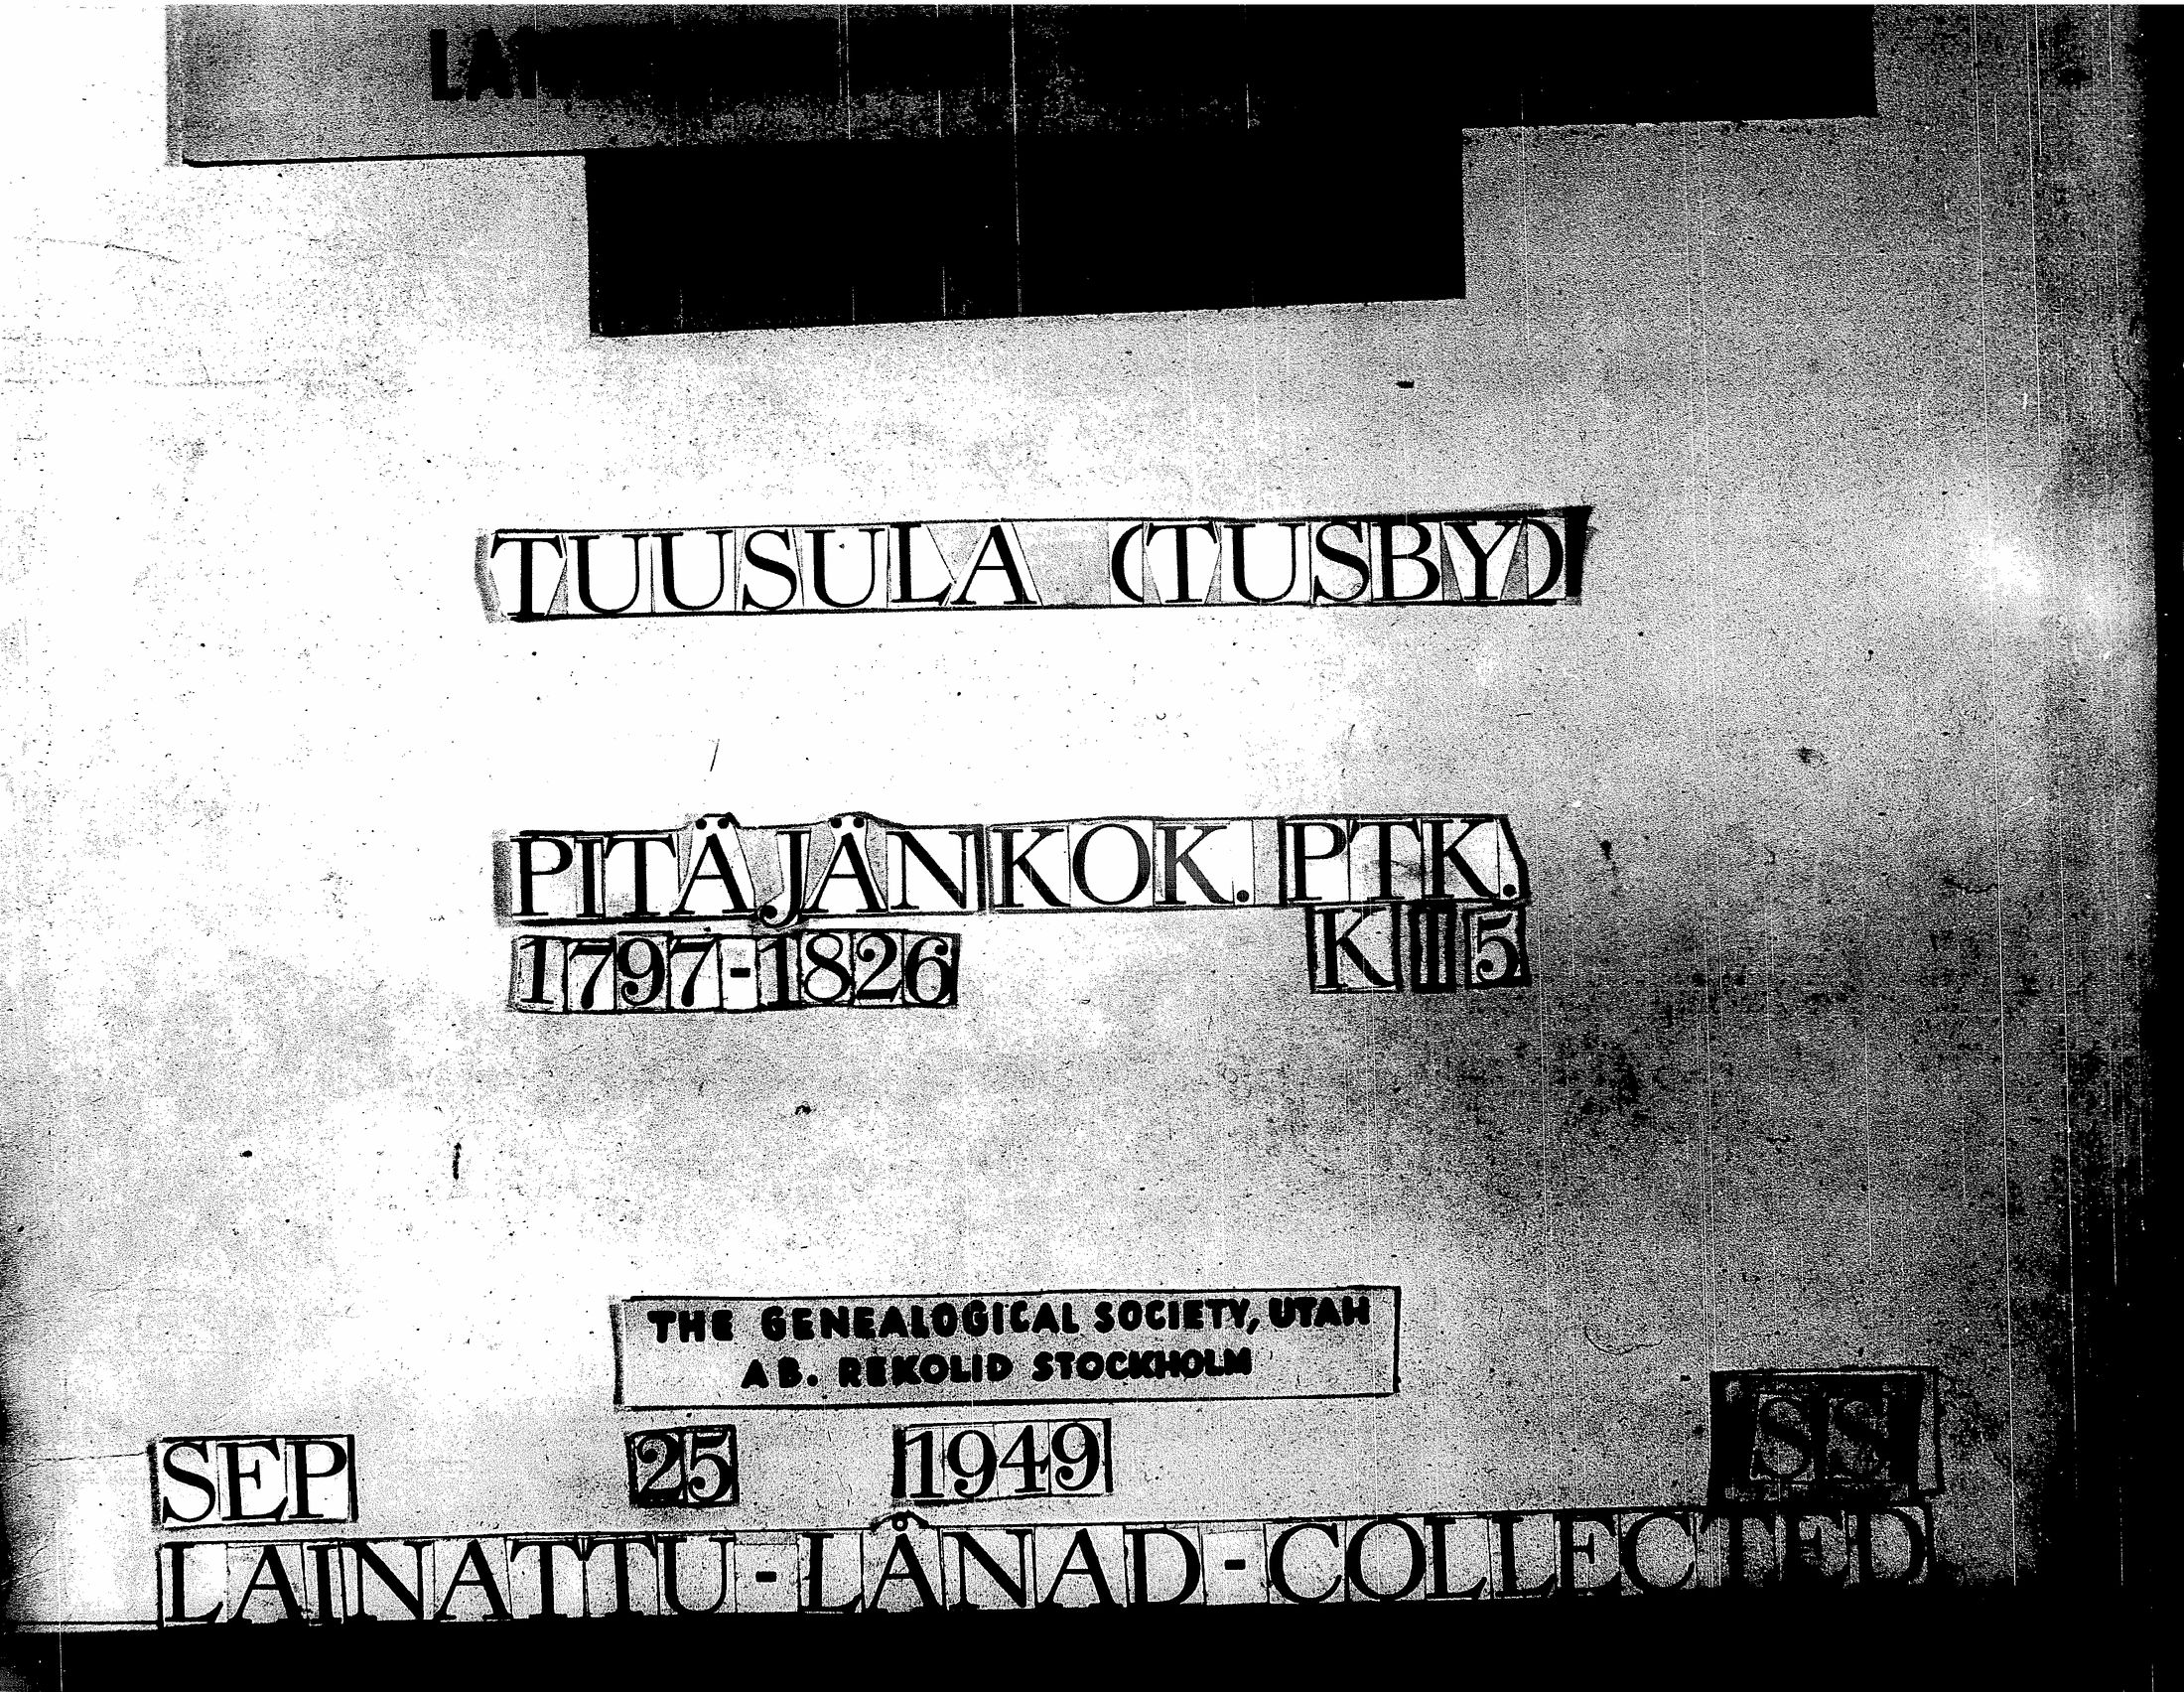 TUUSULA (TUSBY)
PITÄJÄNKOK. PTK.
1797-1826 K II 5
THE GENEALOGICAL SOCIETY, UTAH
AB. REKOLID STOCKHOLM
SEP 25 1949 SS
LAINATTU-LÅNAD-COLLECTED